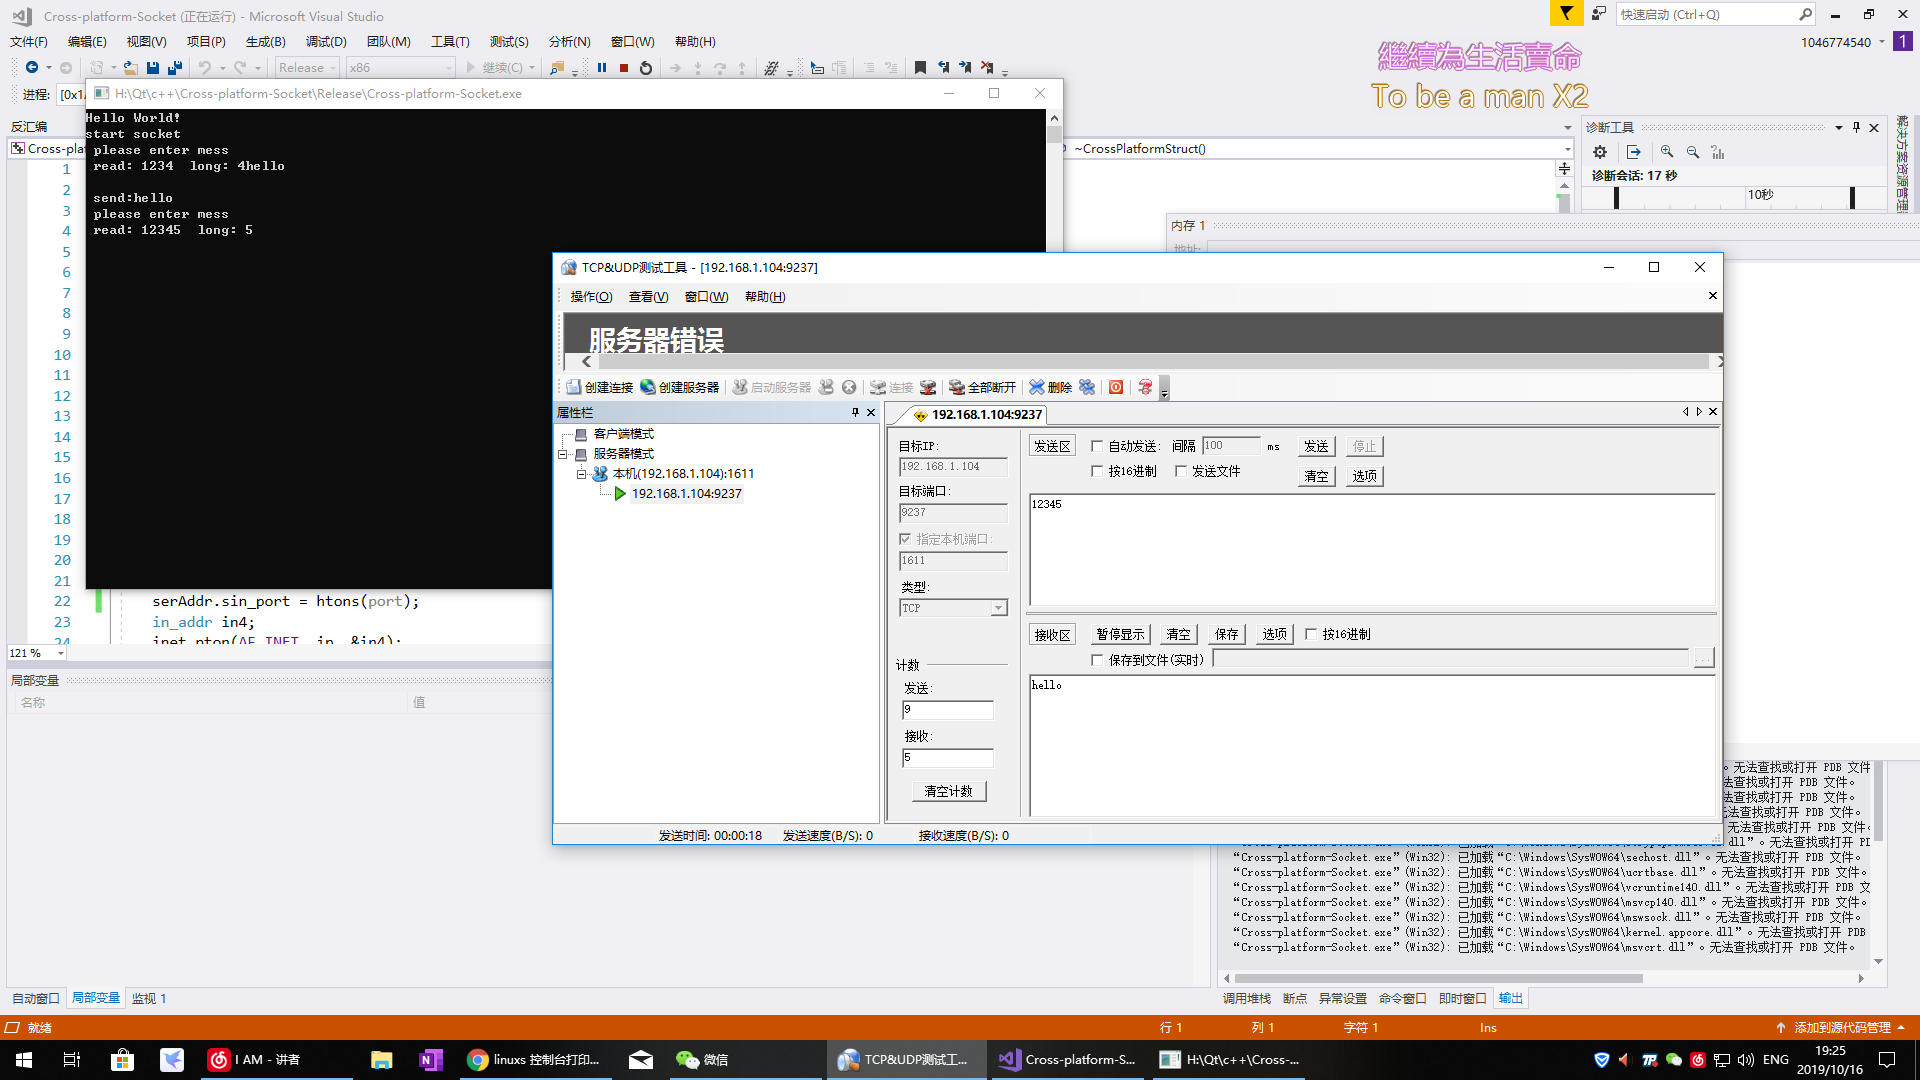 Cross-platform-Socket (正在运行) - Microsoft Visual Studio
快速启动 (Ctrl+Q)
文件(F) 编辑(E) 视图(V) 项目(P) 生成(B) 调试(D) 团队(M) 工具(T) 测试(S) 分析(N) 窗口(W) 帮助(H)
1046774540 1
繼續為生活賣命
To be a man X2
Release x86 继续(C)
进程:
H:\Qt\c++\Cross-platform-Socket\Release\Cross-platform-Socket.exe
Hello World!
start socket
please enter mess
read: 1234 long: 4hello
send:hello
please enter mess
read: 12345 long: 5
反汇编
~CrossPlatformStruct()
诊断工具
诊断会话: 17 秒
10秒
解决方案资源管理
内存 1
地址:
1
2
3
4
5
6
7
8
9
10
11
12
13
14
15
16
17
18
19
20
21
22 serAddr.sin_port = htons(port);
23 in_addr in4;
24 inet_pton(AF_INET, ip, &in4);
121 %
局部变量
名称 值
TCP&UDP测试工具 - [192.168.1.104:9237]
操作(O) 查看(V) 窗口(W) 帮助(H)
服务器错误
创建连接 创建服务器 启动服务器 连接 全部断开 删除
属性栏
客户端模式
服务器模式
本机(192.168.1.104):1611
192.168.1.104:9237
192.168.1.104:9237
目标IP:
192.168.1.104
目标端口:
9237
指定本机端口:
1611
类型:
TCP
计数
发送:
9
接收:
5
清空计数
发送区 自动发送: 间隔 100 ms 发送 停止
按16进制 发送文件 清空 选项
12345
接收区 暂停显示 清空 保存 选项 按16进制
保存到文件(实时) ...
hello
发送时间: 00:00:18 发送速度(B/S): 0 接收速度(B/S): 0
。无法查找或打开 PDB 文件
“Cross-platform-Socket.exe”(Win32): 已加载“C:\Windows\SysWOW64\sechost.dll”。无法查找或打开 PDB 文件。
“Cross-platform-Socket.exe”(Win32): 已加载“C:\Windows\SysWOW64\ucrtbase.dll”。无法查找或打开 PDB 文件。
“Cross-platform-Socket.exe”(Win32): 已加载“C:\Windows\SysWOW64\vcruntime140.dll”。无法查找或打开 PDB 文
“Cross-platform-Socket.exe”(Win32): 已加载“C:\Windows\SysWOW64\msvcp140.dll”。无法查找或打开 PDB 文件。
“Cross-platform-Socket.exe”(Win32): 已加载“C:\Windows\SysWOW64\mswsock.dll”。无法查找或打开 PDB 文件。
“Cross-platform-Socket.exe”(Win32): 已加载“C:\Windows\SysWOW64\kernel.appcore.dll”。无法查找或打开 PDB
“Cross-platform-Socket.exe”(Win32): 已加载“C:\Windows\SysWOW64\msvcrt.dll”。无法查找或打开 PDB 文件。
自动窗口 局部变量 监视 1
调用堆栈 断点 异常设置 命令窗口 即时窗口 输出
就绪 行 1 列 1 字符 1 Ins 添加到源代码管理
I AM - 讲者 linuxs 控制台打印... 微信 TCP&UDP测试工... Cross-platform-S... H:\Qt\c++\Cross-...
ENG
19:25
2019/10/16